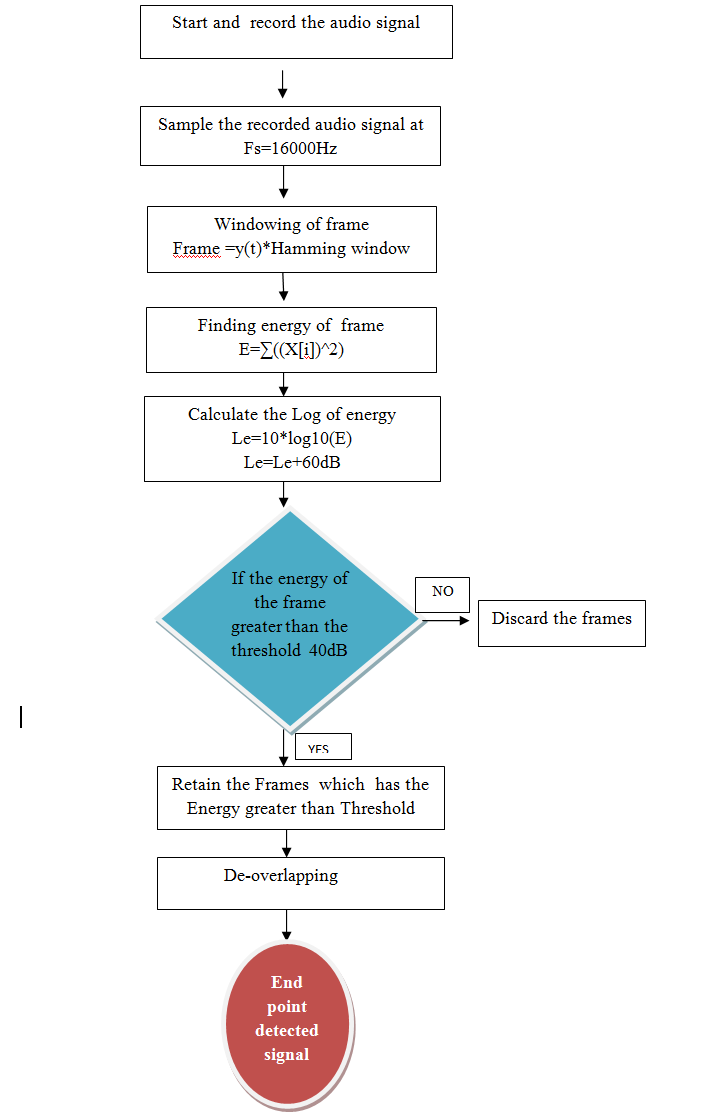 Start and record the audio signal
Sample the recorded audio signal at
Fs=16000Hz
Windowing of frame
Frame =y(t)*Hamming window
Finding energy of frame
E=∑((X[i])^2)
Calculate the Log of energy
Le=10*log10(E)
Le=Le+60dB
If the energy of
the frame
greater than the
threshold 40dB
NO
Discard the frames
YES
Retain the Frames which has the
Energy greater than Threshold
De-overlapping
End
point
detected
signal